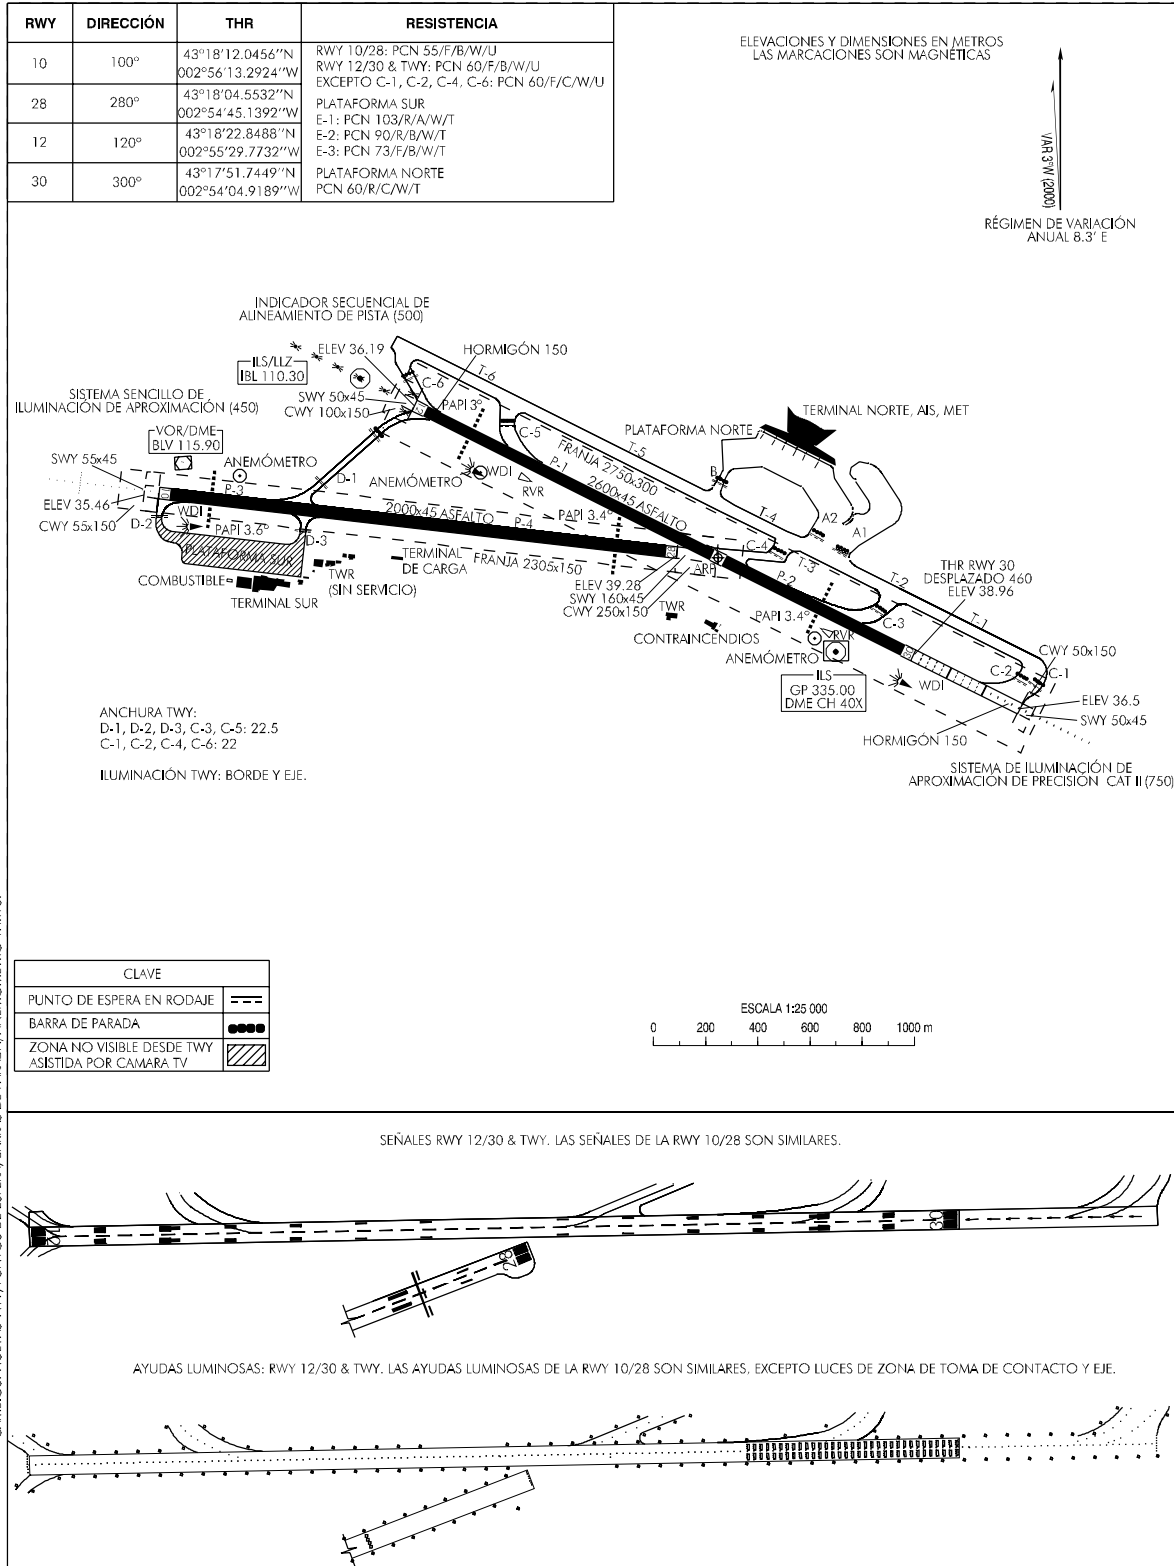 RWY DIRECCIÓN THR RESISTENCIA
10 100° 43°18'12.0456''N
002°56'13.2924''W
28 280° 43°18'04.5532''N
002°54'45.1392''W
12 120° 43°18'22.8488''N
002°55'29.7732''W
30 300° 43°17'51.7449''N
002°54'04.9189''W
RWY 10/28: PCN 55/F/B/W/U
RWY 12/30 & TWY: PCN 60/F/B/W/U
EXCEPTO C-1, C-2, C-4, C-6: PCN 60/F/C/W/U
PLATAFORMA SUR
E-1: PCN 103/R/A/W/T
E-2: PCN 90/R/B/W/T
E-3: PCN 73/F/B/W/T
PLATAFORMA NORTE
PCN 60/R/C/W/T
ELEVACIONES Y DIMENSIONES EN METROS
LAS MARCACIONES SON MAGNÉTICAS
VAR 3°W (2000)
RÉGIMEN DE VARIACIÓN
ANUAL 8.3' E
INDICADOR SECUENCIAL DE
ALINEAMIENTO DE PISTA (500)
ELEV 36.19
HORMIGÓN 150
ILS/LLZ
IBL 110.30
SWY 50x45
CWY 100x150
C-6
T-6
PAPI 3°
SISTEMA SENCILLO DE
ILUMINACIÓN DE APROXIMACIÓN (450)
VOR/DME
BLV 115.90
TERMINAL NORTE, AIS, MET
PLATAFORMA NORTE
C-5
T-5
P-1
FRANJA 2750x300
2600x45 ASFALTO
SWY 55x45
ANEMÓMETRO
ANEMÓMETRO
WDI
RVR
B
D-1
P-3
ELEV 35.46
CWY 55x150
D-2
WDI
PAPI 3.6°
2000x45 ASFALTO
P-4
PAPI 3.4°
T-4
A2
A1
D-3
PLATAFORMA SUR
FRANJA 2305x150
C-4
T-3
ARP
P-2
T-2
COMBUSTIBLE
TERMINAL SUR
TWR
(SIN SERVICIO)
TERMINAL
DE CARGA
ELEV 39.28
SWY 160x45
CWY 250x150
TWR
CONTRAINCENDIOS
PAPI 3.4°
THR RWY 30
DESPLAZADO 460
ELEV 38.96
C-3
T-1
RVR
ANEMÓMETRO
CWY 50x150
C-2
C-1
ILS
GP 335.00
DME CH 40X
WDI
ELEV 36.5
SWY 50x45
HORMIGÓN 150
SISTEMA DE ILUMINACIÓN DE
APROXIMACIÓN DE PRECISIÓN CAT II (750)
ANCHURA TWY:
D-1, D-2, D-3, C-3, C-5: 22.5
C-1, C-2, C-4, C-6: 22
ILUMINACIÓN TWY: BORDE Y EJE.
CLAVE
PUNTO DE ESPERA EN RODAJE
BARRA DE PARADA
ZONA NO VISIBLE DESDE TWY
ASISTIDA POR CAMARA TV
ESCALA 1:25 000
0 200 400 600 800 1000 m
SEÑALES RWY 12/30 & TWY. LAS SEÑALES DE LA RWY 10/28 SON SIMILARES.
30
28
AYUDAS LUMINOSAS: RWY 12/30 & TWY. LAS AYUDAS LUMINOSAS DE LA RWY 10/28 SON SIMILARES, EXCEPTO LUCES DE ZONA DE TOMA DE CONTACTO Y EJE.